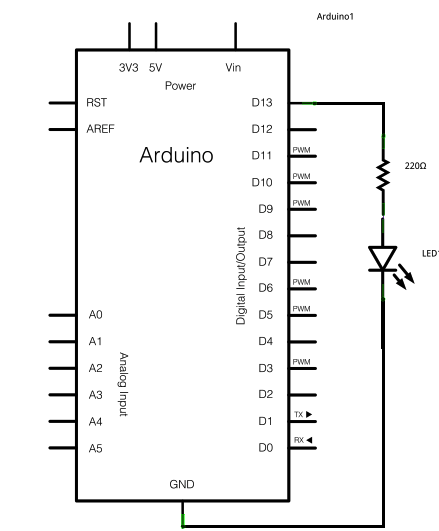 Arduino1
3V3 5V Vin
Power
RST D13
AREF D12
Arduino
D11 PWM
D10 PWM
D9 PWM
D8
D7
D6 PWM
D5 PWM
D4
D3 PWM
D2
D1 TX
D0 RX
Digital Input/Output
A0
A1
A2
A3
A4
A5
Analog Input
GND
220Ω
LED1